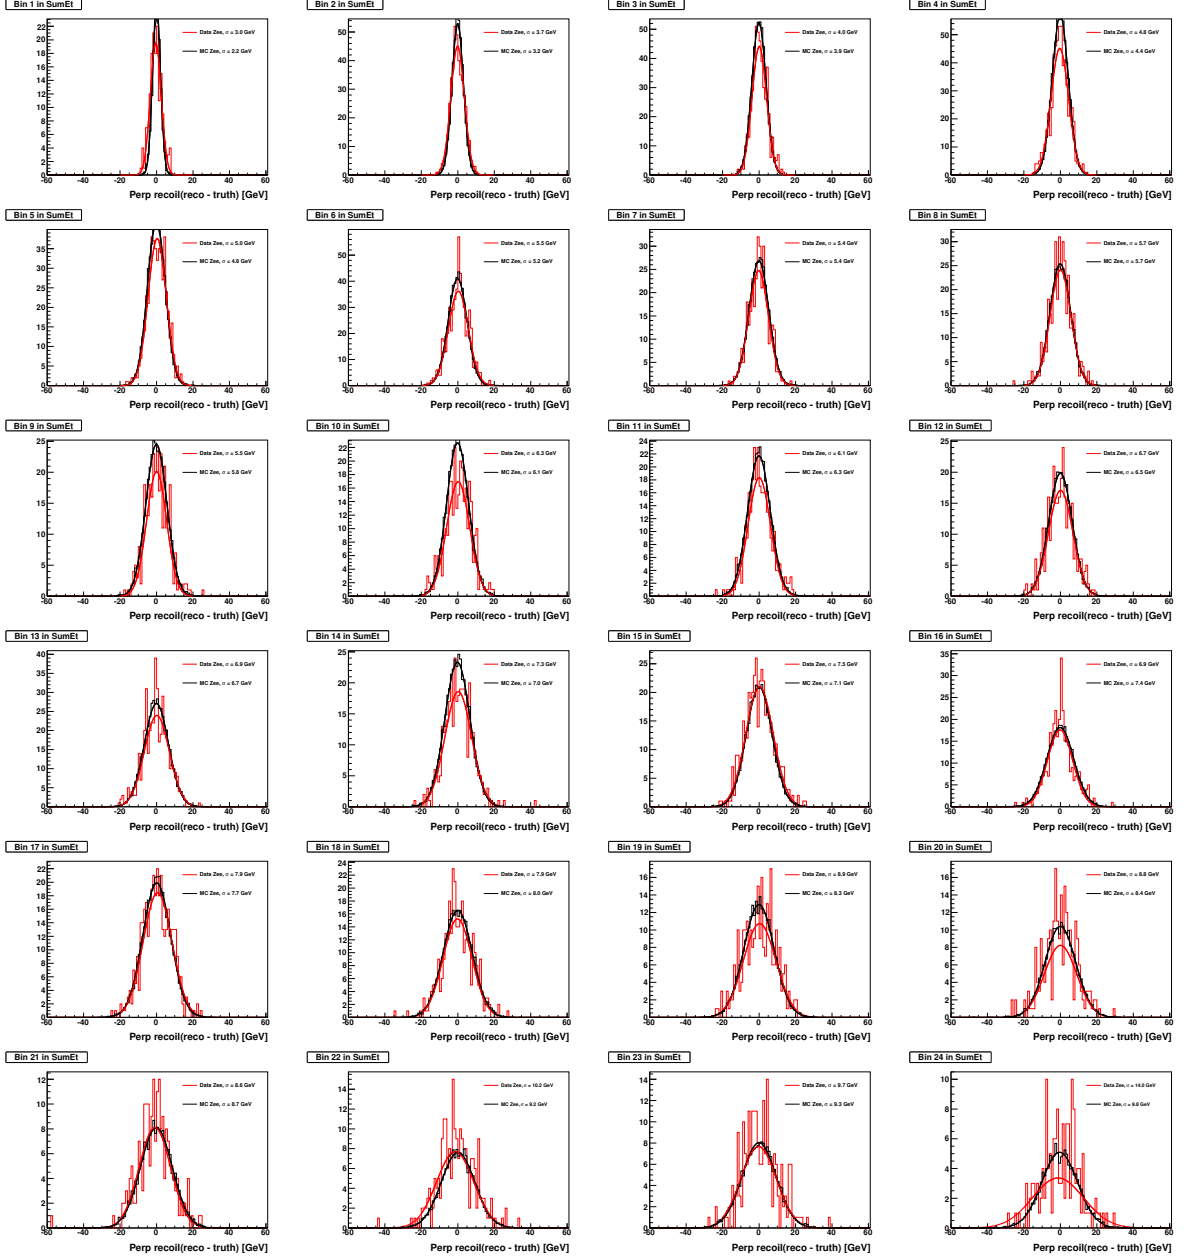 Bin 1 in SumEt
Data Zee, σ = 3.0 GeV
MC Zee, σ = 2.2 GeV
Perp recoil(reco - truth) [GeV]
Bin 2 in SumEt
Data Zee, σ = 3.7 GeV
MC Zee, σ = 3.2 GeV
Perp recoil(reco - truth) [GeV]
Bin 3 in SumEt
Data Zee, σ = 4.0 GeV
MC Zee, σ = 3.9 GeV
Perp recoil(reco - truth) [GeV]
Bin 4 in SumEt
Data Zee, σ = 4.8 GeV
MC Zee, σ = 4.4 GeV
Perp recoil(reco - truth) [GeV]
Bin 5 in SumEt
Data Zee, σ = 5.0 GeV
MC Zee, σ = 4.8 GeV
Perp recoil(reco - truth) [GeV]
Bin 6 in SumEt
Data Zee, σ = 5.5 GeV
MC Zee, σ = 5.2 GeV
Perp recoil(reco - truth) [GeV]
Bin 7 in SumEt
Data Zee, σ = 5.4 GeV
MC Zee, σ = 5.4 GeV
Perp recoil(reco - truth) [GeV]
Bin 8 in SumEt
Data Zee, σ = 5.7 GeV
MC Zee, σ = 5.7 GeV
Perp recoil(reco - truth) [GeV]
Bin 9 in SumEt
Data Zee, σ = 5.5 GeV
MC Zee, σ = 5.8 GeV
Perp recoil(reco - truth) [GeV]
Bin 10 in SumEt
Data Zee, σ = 6.3 GeV
MC Zee, σ = 6.1 GeV
Perp recoil(reco - truth) [GeV]
Bin 11 in SumEt
Data Zee, σ = 6.1 GeV
MC Zee, σ = 6.3 GeV
Perp recoil(reco - truth) [GeV]
Bin 12 in SumEt
Data Zee, σ = 6.7 GeV
MC Zee, σ = 6.5 GeV
Perp recoil(reco - truth) [GeV]
Bin 13 in SumEt
Data Zee, σ = 6.9 GeV
MC Zee, σ = 6.7 GeV
Perp recoil(reco - truth) [GeV]
Bin 14 in SumEt
Data Zee, σ = 7.3 GeV
MC Zee, σ = 7.0 GeV
Perp recoil(reco - truth) [GeV]
Bin 15 in SumEt
Data Zee, σ = 7.5 GeV
MC Zee, σ = 7.1 GeV
Perp recoil(reco - truth) [GeV]
Bin 16 in SumEt
Data Zee, σ = 6.9 GeV
MC Zee, σ = 7.4 GeV
Perp recoil(reco - truth) [GeV]
Bin 17 in SumEt
Data Zee, σ = 7.9 GeV
MC Zee, σ = 7.7 GeV
Perp recoil(reco - truth) [GeV]
Bin 18 in SumEt
Data Zee, σ = 7.9 GeV
MC Zee, σ = 8.0 GeV
Perp recoil(reco - truth) [GeV]
Bin 19 in SumEt
Data Zee, σ = 8.9 GeV
MC Zee, σ = 8.3 GeV
Perp recoil(reco - truth) [GeV]
Bin 20 in SumEt
Data Zee, σ = 8.8 GeV
MC Zee, σ = 8.4 GeV
Perp recoil(reco - truth) [GeV]
Bin 21 in SumEt
Data Zee, σ = 8.6 GeV
MC Zee, σ = 8.7 GeV
Perp recoil(reco - truth) [GeV]
Bin 22 in SumEt
Data Zee, σ = 10.2 GeV
MC Zee, σ = 9.2 GeV
Perp recoil(reco - truth) [GeV]
Bin 23 in SumEt
Data Zee, σ = 9.7 GeV
MC Zee, σ = 9.3 GeV
Perp recoil(reco - truth) [GeV]
Bin 24 in SumEt
Data Zee, σ = 14.0 GeV
MC Zee, σ = 9.8 GeV
Perp recoil(reco - truth) [GeV]